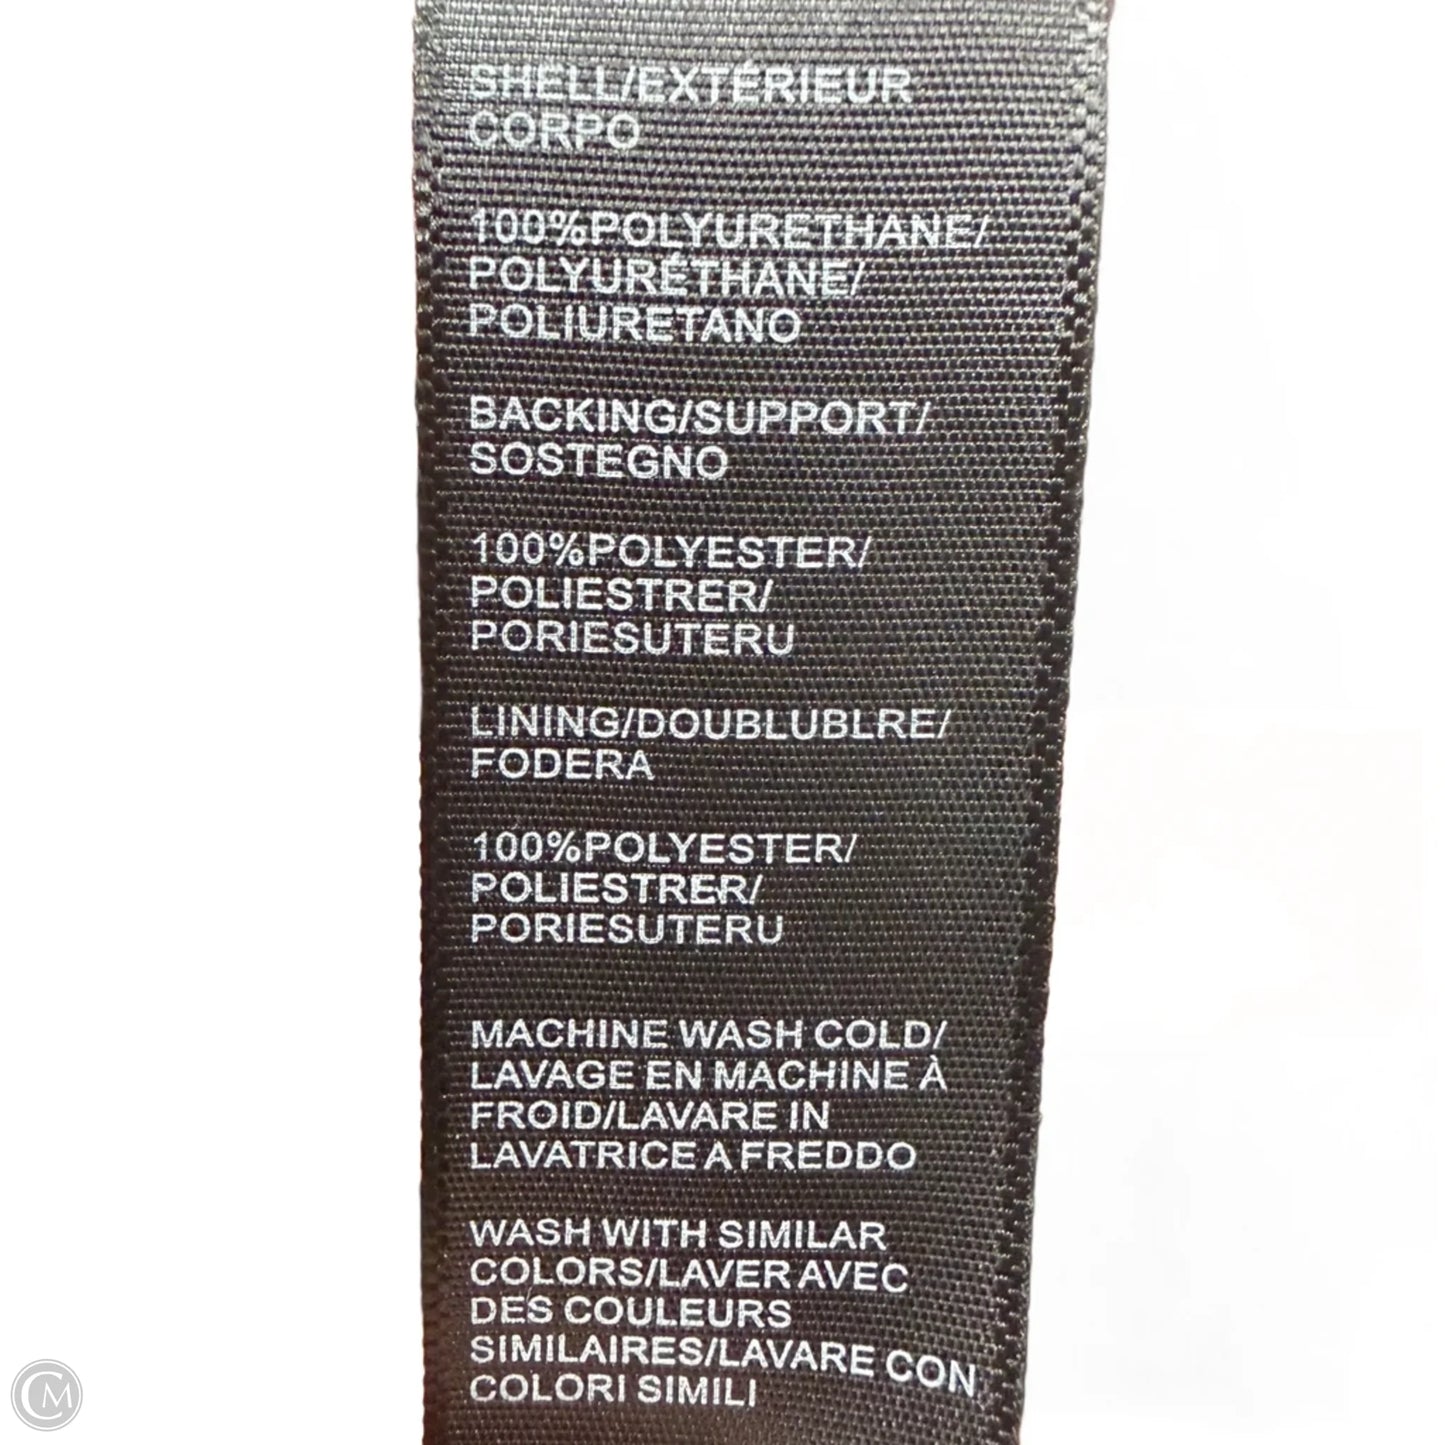 SHELL/EXTÉRIEUR
CORPO
100%POLYURETHANE/
POLYURÉTHANE/
POLIURETANO
BACKING/SUPPORT/
SOSTEGNO
100%POLYESTER/
POLIESTRER/
PORIESUTERU
LINING/DOUBLUBLRE/
FODERA
100%POLYESTER/
POLIESTRER/
PORIESUTERU
MACHINE WASH COLD/
LAVAGE EN MACHINE À
FROID/LAVARE IN
LAVATRICE A FREDDO
WASH WITH SIMILAR
COLORS/LAVER AVEC
DES COULEURS
SIMILAIRES/LAVARE CON
COLORI SIMILI
CM